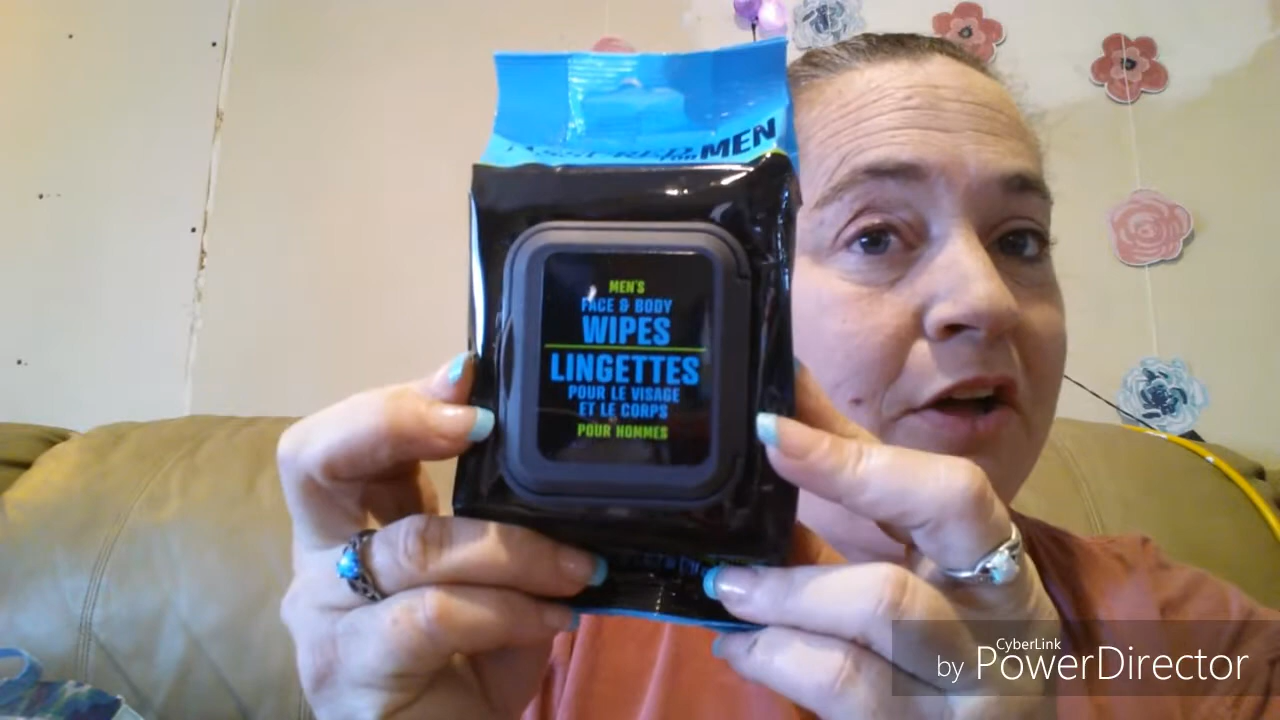 MEN
MEN'S
FACE & BODY
WIPES
LINGETTES
POUR LE VISAGE
ET LE CORPS
POUR HOMMES
CyberLink
by PowerDirector